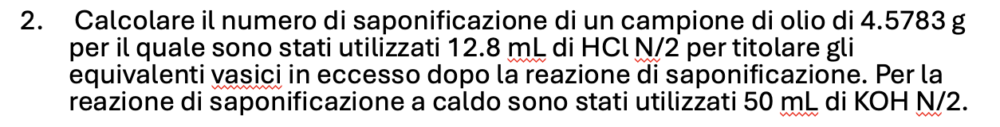 2. Calcolare il numero di saponificazione di un campione di olio di 4.5783 g
per il quale sono stati utilizzati 12.8 mL di HCl N/2 per titolare gli
equivalenti vasici in eccesso dopo la reazione di saponificazione. Per la
reazione di saponificazione a caldo sono stati utilizzati 50 mL di KOH N/2.